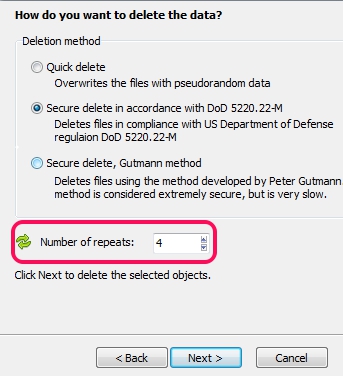 How do you want to delete the data?
Deletion method
Quick delete
Overwrites the files with pseudorandom data
Secure delete in accordance with DoD 5220.22-M
Deletes files in compliance with US Department of Defense
regulaion DoD 5220.22-M
Secure delete, Gutmann method
Deletes files using the method developed by Peter Gutmann.
method is considered extremely secure, but is very slow.
Number of repeats: 4
Click Next to delete the selected objects.
< Back Next > Cancel